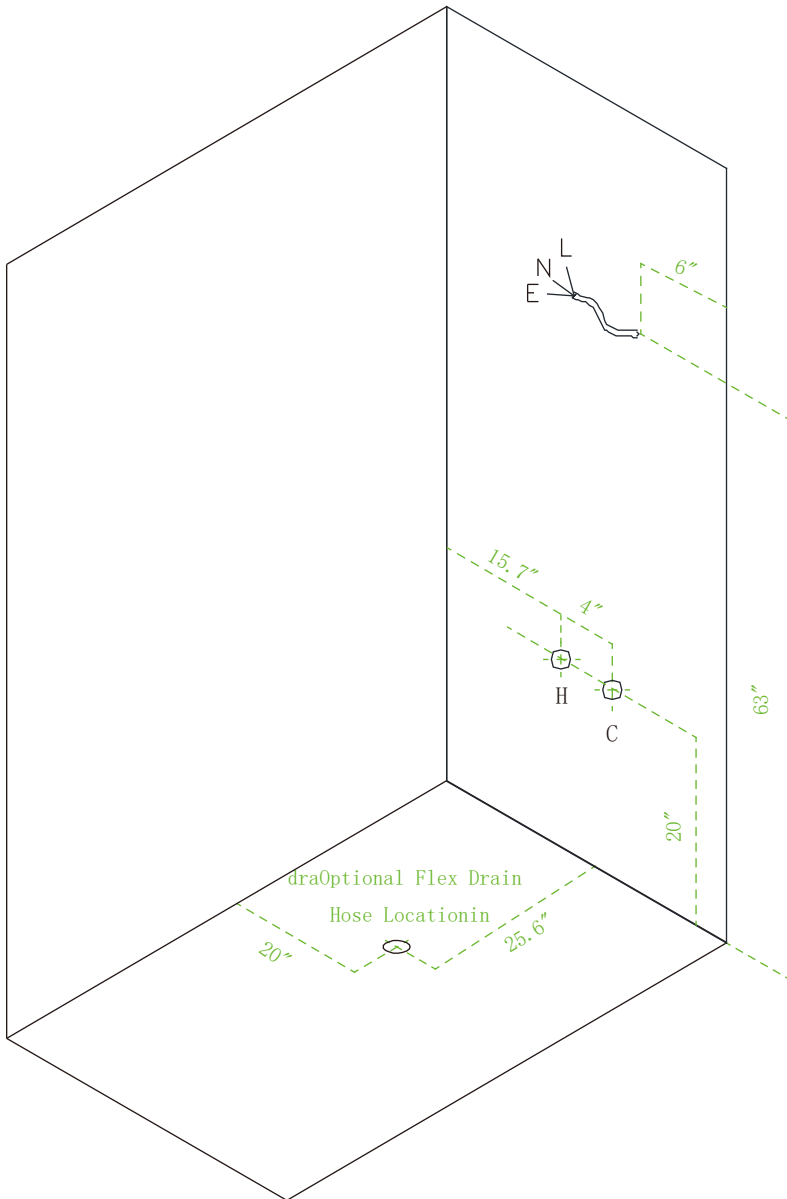 L
N
E
6″
15.7″
4″
H
C
63″
20″
draOptional Flex Drain
Hose Locationin
20″
25.6″